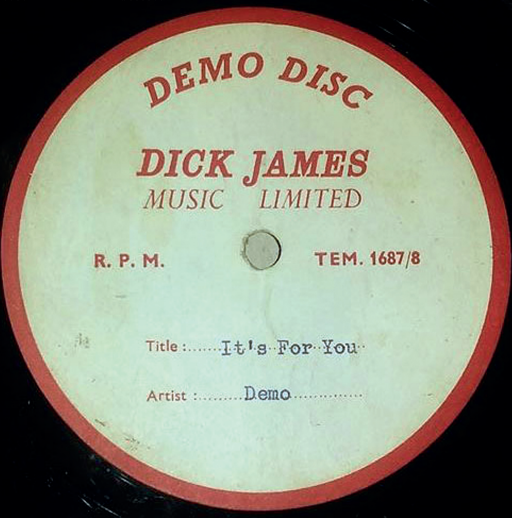 DEMO DISC
DICK JAMES
MUSIC LIMITED
R. P. M. TEM. 1687/8
Title :......It's For You..
Artist :.........Demo...............